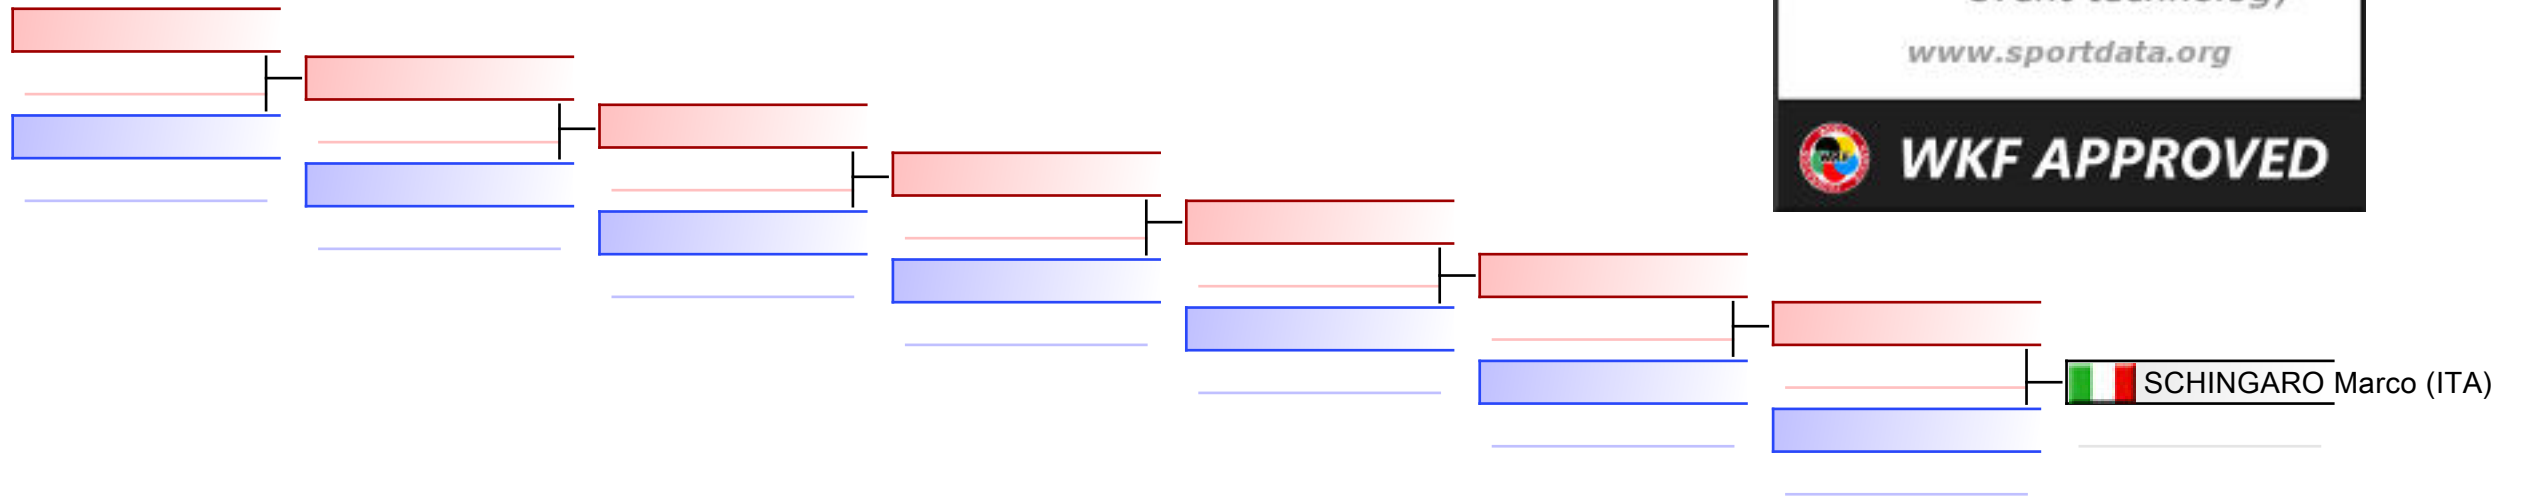 www.sportdata.org
WKF APPROVED
SCHINGARO Marco (ITA)